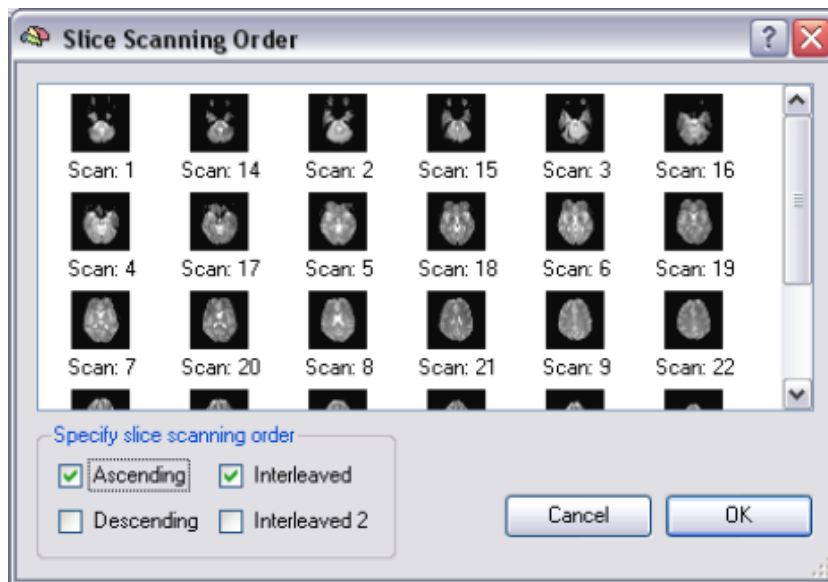 Slice Scanning Order
Scan: 1 Scan: 14 Scan: 2 Scan: 15 Scan: 3 Scan: 16
Scan: 4 Scan: 17 Scan: 5 Scan: 18 Scan: 6 Scan: 19
Scan: 7 Scan: 20 Scan: 8 Scan: 21 Scan: 9 Scan: 22
Specify slice scanning order
Ascending Interleaved
Descending Interleaved 2
Cancel OK